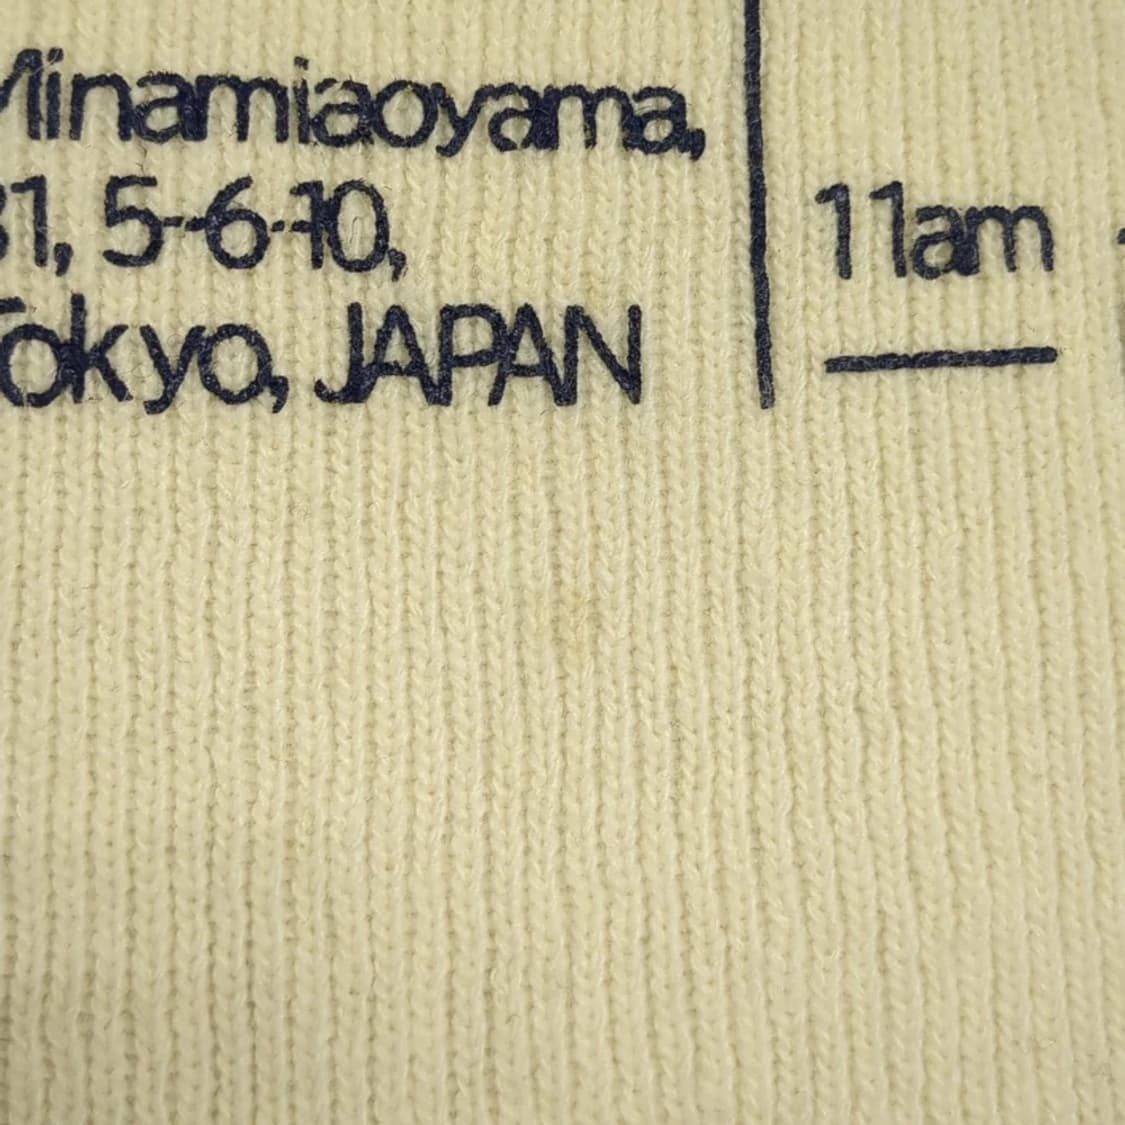 Minamiaoyama,
31, 5-6-10,
Tokyo, JAPAN
11am